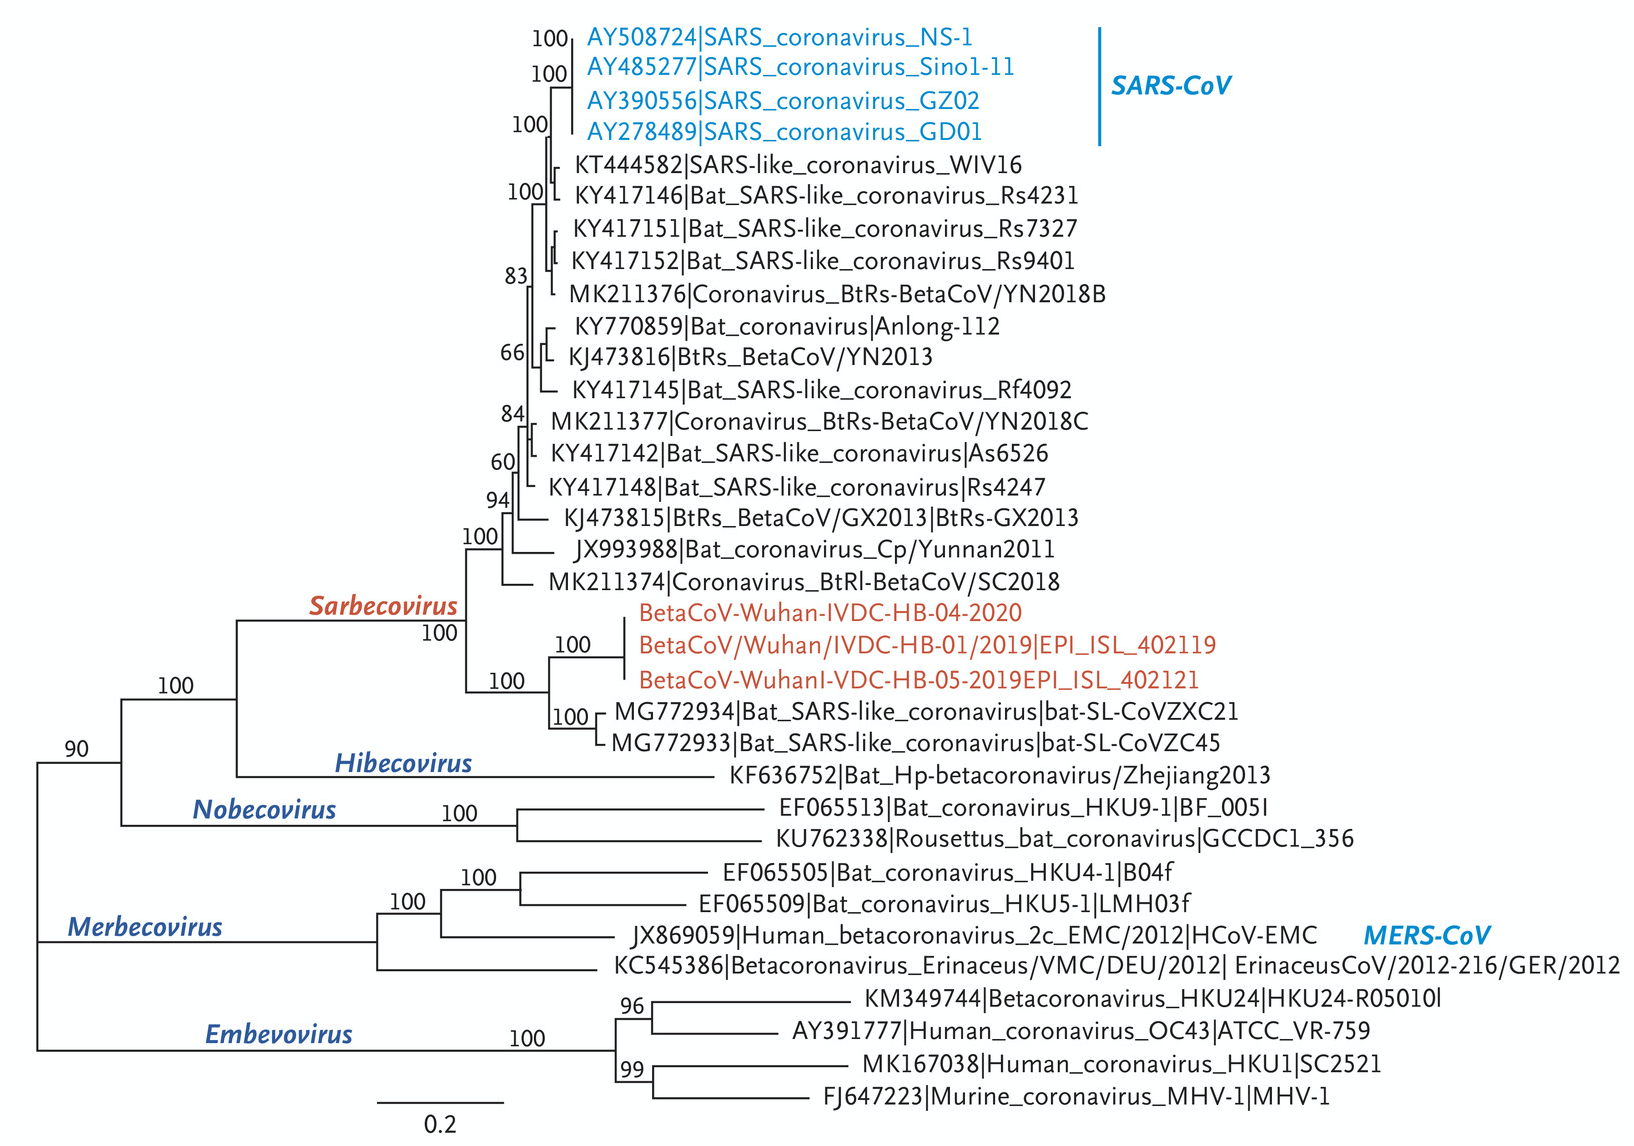 100
AY508724|SARS_coronavirus_NS-1
100
AY485277|SARS_coronavirus_Sino1-11
SARS-CoV
AY390556|SARS_coronavirus_GZ02
100
AY278489|SARS_coronavirus_GD01
KT444582|SARS-like_coronavirus_WIV16
100
KY417146|Bat_SARS-like_coronavirus_Rs4231
KY417151|Bat_SARS-like_coronavirus_Rs7327
KY417152|Bat_SARS-like_coronavirus_Rs9401
83
MK211376|Coronavirus_BtRs-BetaCoV/YN2018B
KY770859|Bat_coronavirus|Anlong-112
66
KJ473816|BtRs_BetaCoV/YN2013
KY417145|Bat_SARS-like_coronavirus_Rf4092
84
MK211377|Coronavirus_BtRs-BetaCoV/YN2018C
KY417142|Bat_SARS-like_coronavirus|As6526
60
KY417148|Bat_SARS-like_coronavirus|Rs4247
94
KJ473815|BtRs_BetaCoV/GX2013|BtRs-GX2013
100
JX993988|Bat_coronavirus_Cp/Yunnan2011
MK211374|Coronavirus_BtRl-BetaCoV/SC2018
Sarbecovirus
100
BetaCoV-Wuhan-IVDC-HB-04-2020
100
BetaCoV/Wuhan/IVDC-HB-01/2019|EPI_ISL_402119
100
BetaCoV-WuhanI-VDC-HB-05-2019EPI_ISL_402121
100
100
MG772934|Bat_SARS-like_coronavirus|bat-SL-CoVZXC21
MG772933|Bat_SARS-like_coronavirus|bat-SL-CoVZC45
90
Hibecovirus
KF636752|Bat_Hp-betacoronavirus/Zhejiang2013
Nobecovirus
100
EF065513|Bat_coronavirus_HKU9-1|BF_005I
KU762338|Rousettus_bat_coronavirus|GCCDC1_356
100
EF065505|Bat_coronavirus_HKU4-1|B04f
100
EF065509|Bat_coronavirus_HKU5-1|LMH03f
Merbecovirus
JX869059|Human_betacoronavirus_2c_EMC/2012|HCoV-EMC
MERS-CoV
KC545386|Betacoronavirus_Erinaceus/VMC/DEU/2012| ErinaceusCoV/2012-216/GER/2012
96
KM349744|Betacoronavirus_HKU24|HKU24-R05010I
Embevovirus
100
AY391777|Human_coronavirus_OC43|ATCC_VR-759
99
MK167038|Human_coronavirus_HKU1|SC2521
FJ647223|Murine_coronavirus_MHV-1|MHV-1
0.2